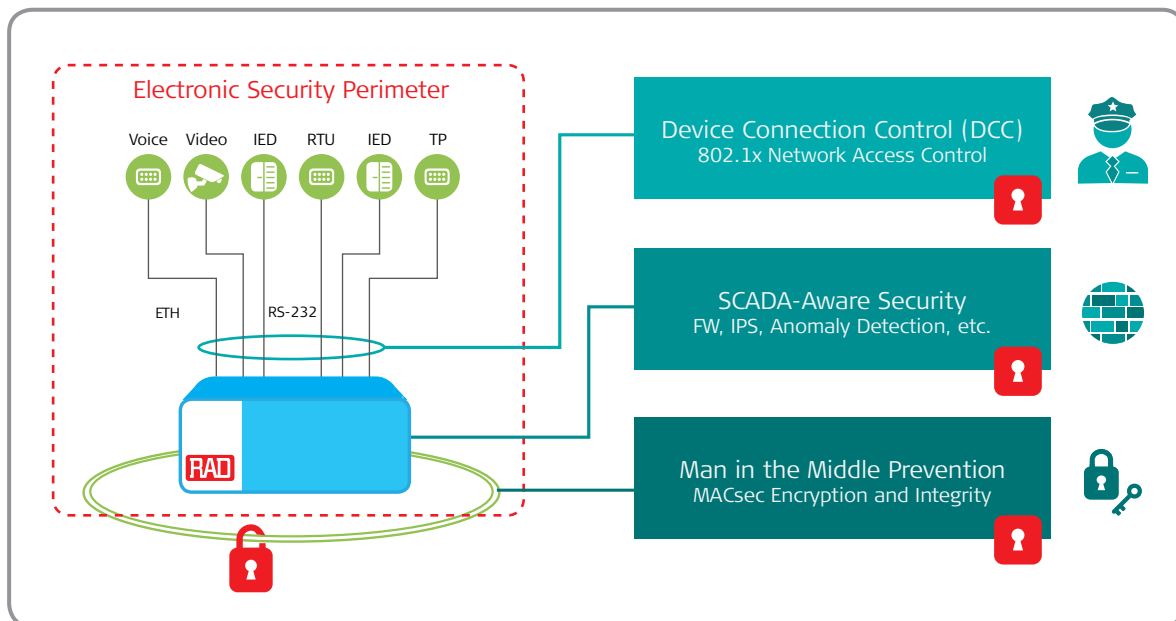 Electronic Security Perimeter
Voice Video IED RTU IED TP
ETH RS-232
RAD
Device Connection Control (DCC)
802.1x Network Access Control
SCADA-Aware Security
FW, IPS, Anomaly Detection, etc.
Man in the Middle Prevention
MACsec Encryption and Integrity